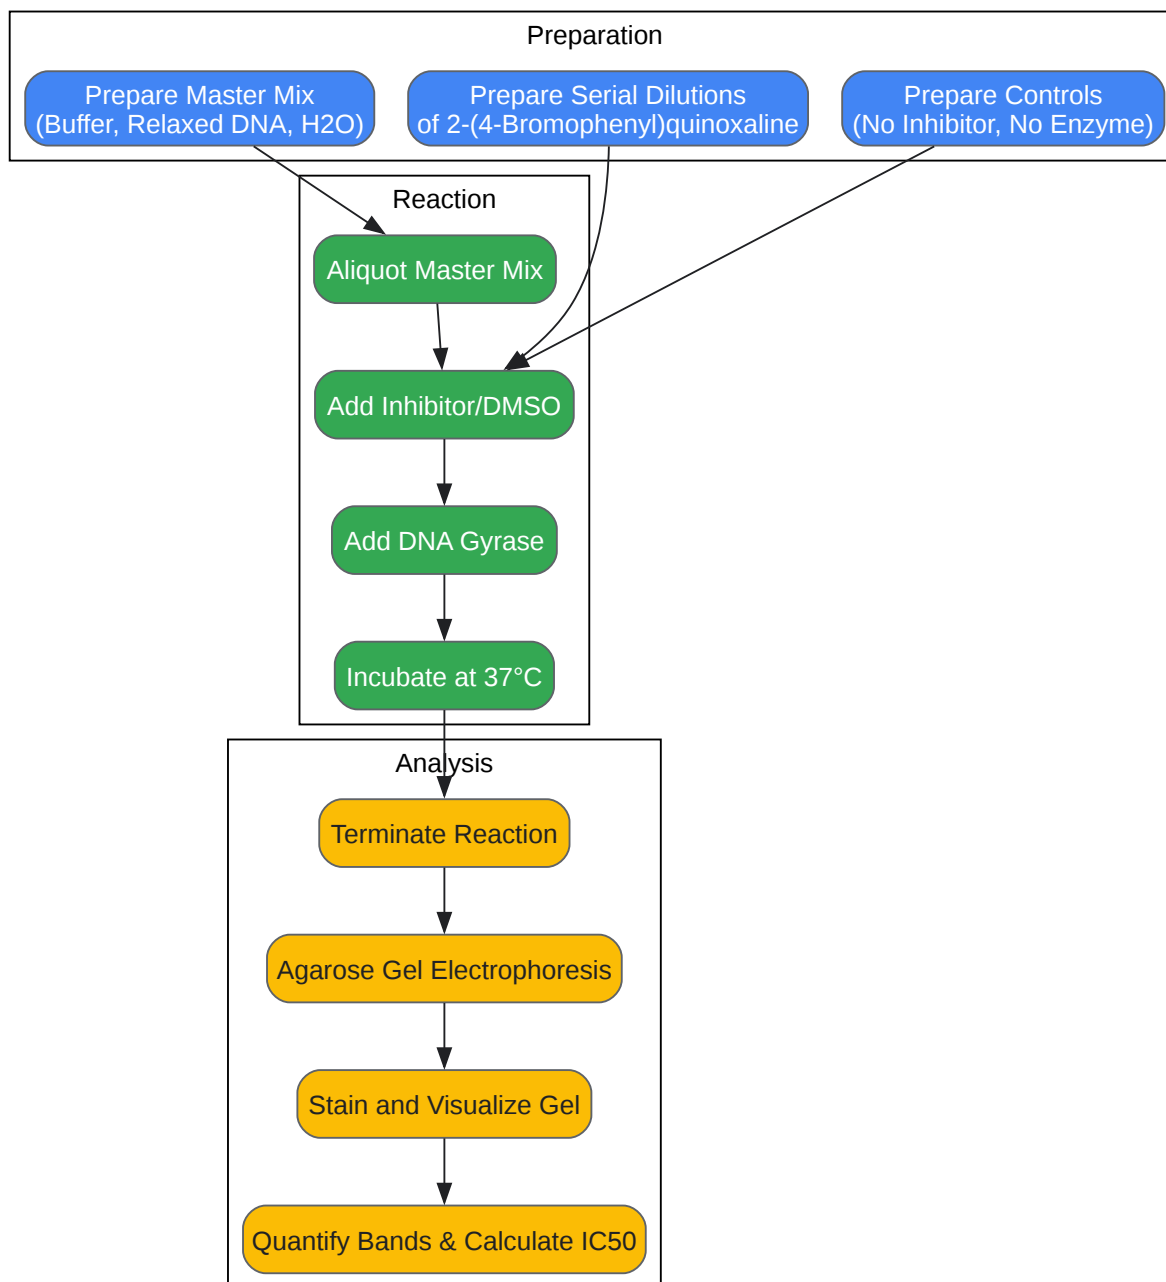 Preparation
Prepare Master Mix
(Buffer, Relaxed DNA, H2O)
Prepare Serial Dilutions
of 2-(4-Bromophenyl)quinoxaline
Prepare Controls
(No Inhibitor, No Enzyme)
Reaction
Aliquot Master Mix
Add Inhibitor/DMSO
Add DNA Gyrase
Incubate at 37°C
Analysis
Terminate Reaction
Agarose Gel Electrophoresis
Stain and Visualize Gel
Quantify Bands & Calculate IC50